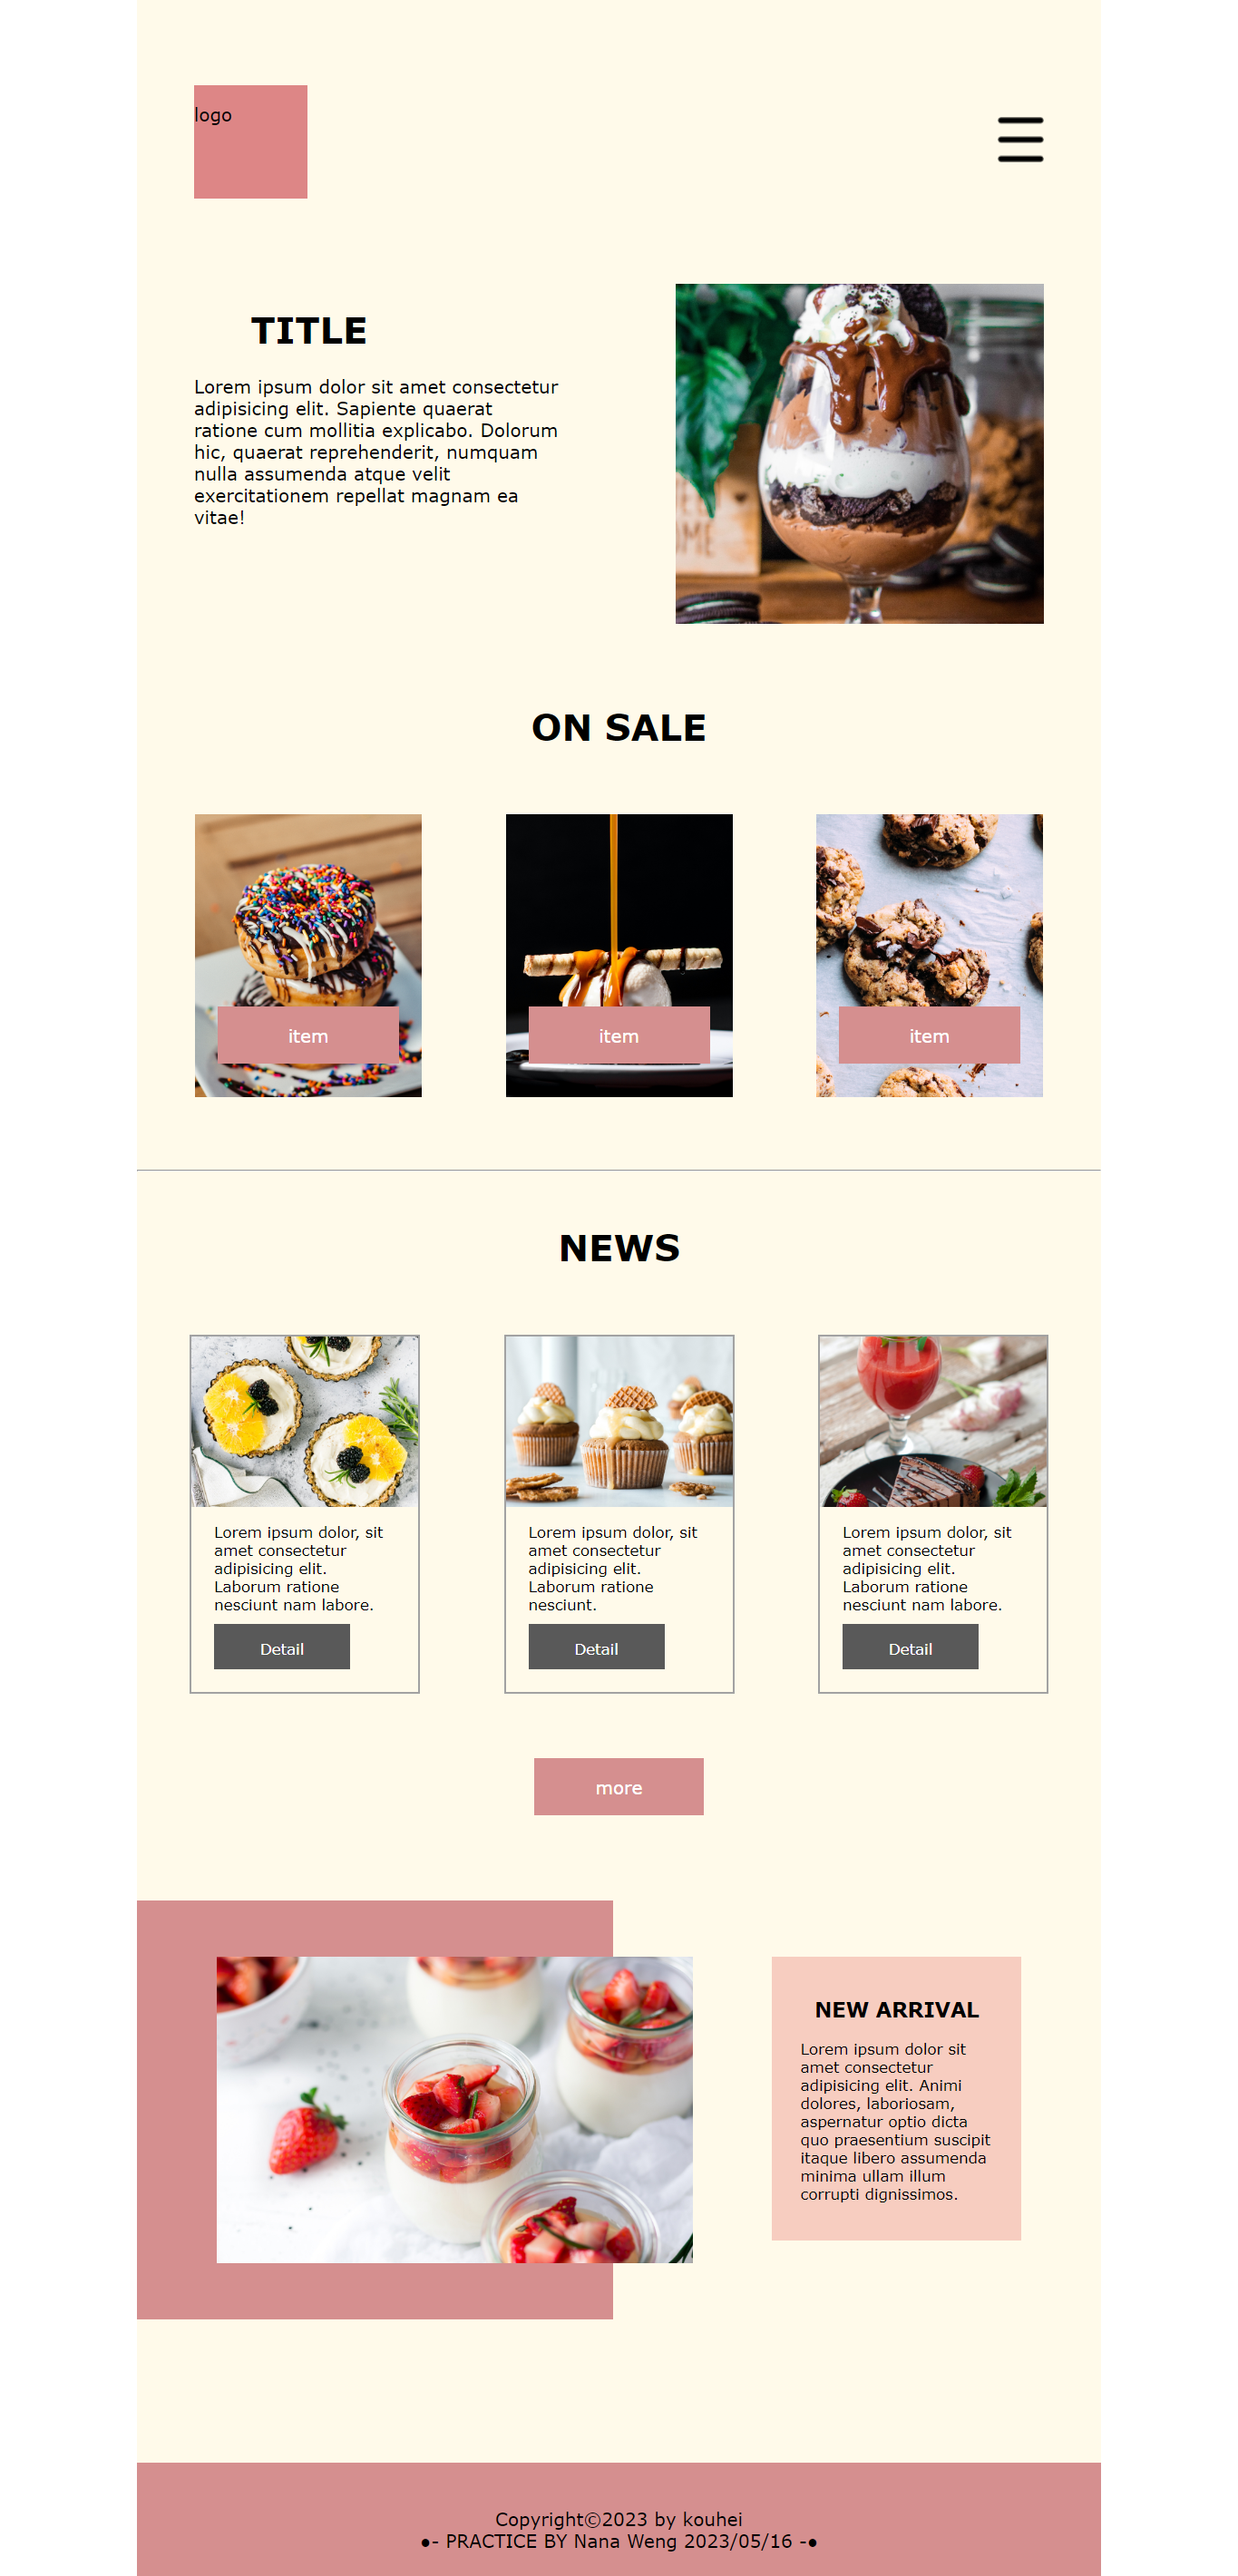 logo
TITLE
Lorem ipsum dolor sit amet consectetur
adipisicing elit. Sapiente quaerat
ratione cum mollitia explicabo. Dolorum
hic, quaerat reprehenderit, numquam
nulla assumenda atque velit
exercitationem repellat magnam ea
vitae!
ON SALE
item
item
item
NEWS
Lorem ipsum dolor, sit
amet consectetur
adipisicing elit.
Laborum ratione
nesciunt nam labore.
Detail
Lorem ipsum dolor, sit
amet consectetur
adipisicing elit.
Laborum ratione
nesciunt.
Detail
Lorem ipsum dolor, sit
amet consectetur
adipisicing elit.
Laborum ratione
nesciunt nam labore.
Detail
more
NEW ARRIVAL
Lorem ipsum dolor sit
amet consectetur
adipisicing elit. Animi
dolores, laboriosam,
aspernatur optio dicta
quo praesentium suscipit
itaque libero assumenda
minima ullam illum
corrupti dignissimos.
Copyright©2023 by kouhei
●- PRACTICE BY Nana Weng 2023/05/16 -●